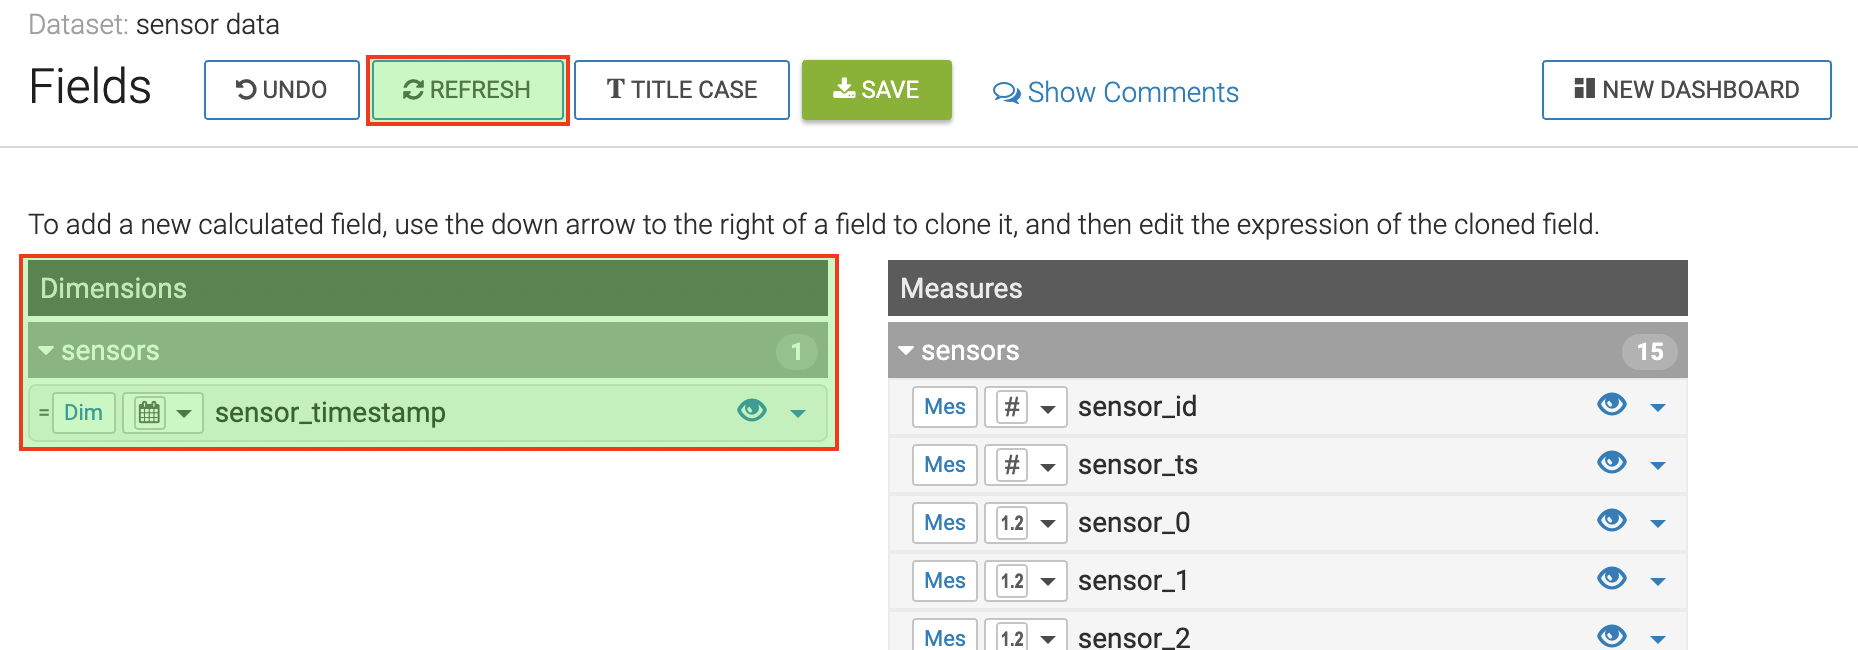 Dataset: sensor data
Fields
UNDO
REFRESH
TITLE CASE
SAVE
Show Comments
NEW DASHBOARD
To add a new calculated field, use the down arrow to the right of a field to clone it, and then edit the expression of the cloned field.
Dimensions
sensors 1
= Dim sensor_timestamp
Measures
sensors 15
Mes # sensor_id
Mes # sensor_ts
Mes 1.2 sensor_0
Mes 1.2 sensor_1
Mes 1.2 sensor_2